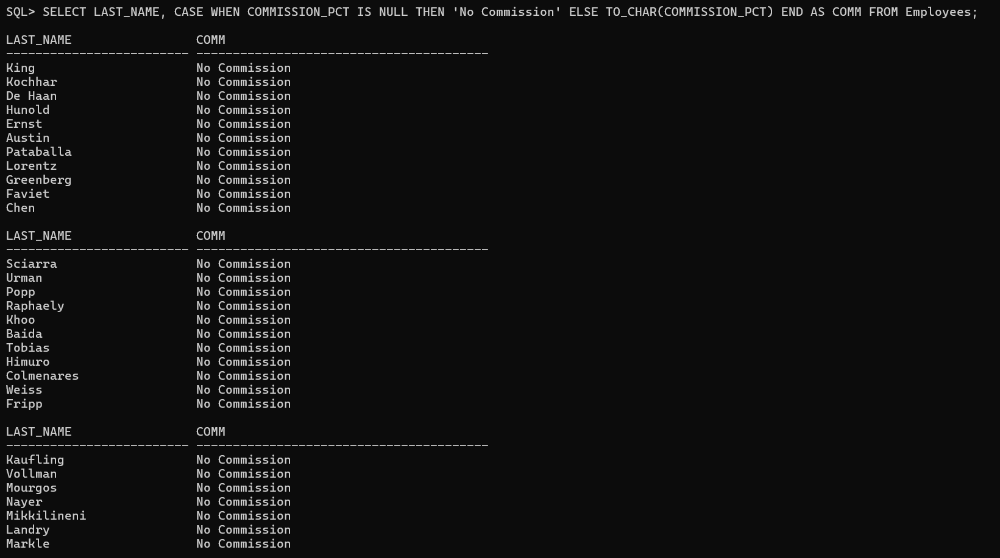 SQL> SELECT LAST_NAME, CASE WHEN COMMISSION_PCT IS NULL THEN 'No Commission' ELSE TO_CHAR(COMMISSION_PCT) END AS COMM FROM Employees;
LAST_NAME                 COMM
------------------------- ----------------------------------------
King                      No Commission
Kochhar                   No Commission
De Haan                   No Commission
Hunold                    No Commission
Ernst                     No Commission
Austin                    No Commission
Pataballa                 No Commission
Lorentz                   No Commission
Greenberg                 No Commission
Faviet                    No Commission
Chen                      No Commission
LAST_NAME                 COMM
------------------------- ----------------------------------------
Sciarra                   No Commission
Urman                     No Commission
Popp                      No Commission
Raphaely                  No Commission
Khoo                      No Commission
Baida                     No Commission
Tobias                    No Commission
Himuro                    No Commission
Colmenares                No Commission
Weiss                     No Commission
Fripp                     No Commission
LAST_NAME                 COMM
------------------------- ----------------------------------------
Kaufling                  No Commission
Vollman                   No Commission
Mourgos                   No Commission
Nayer                     No Commission
Mikkilineni               No Commission
Landry                    No Commission
Markle                    No Commission